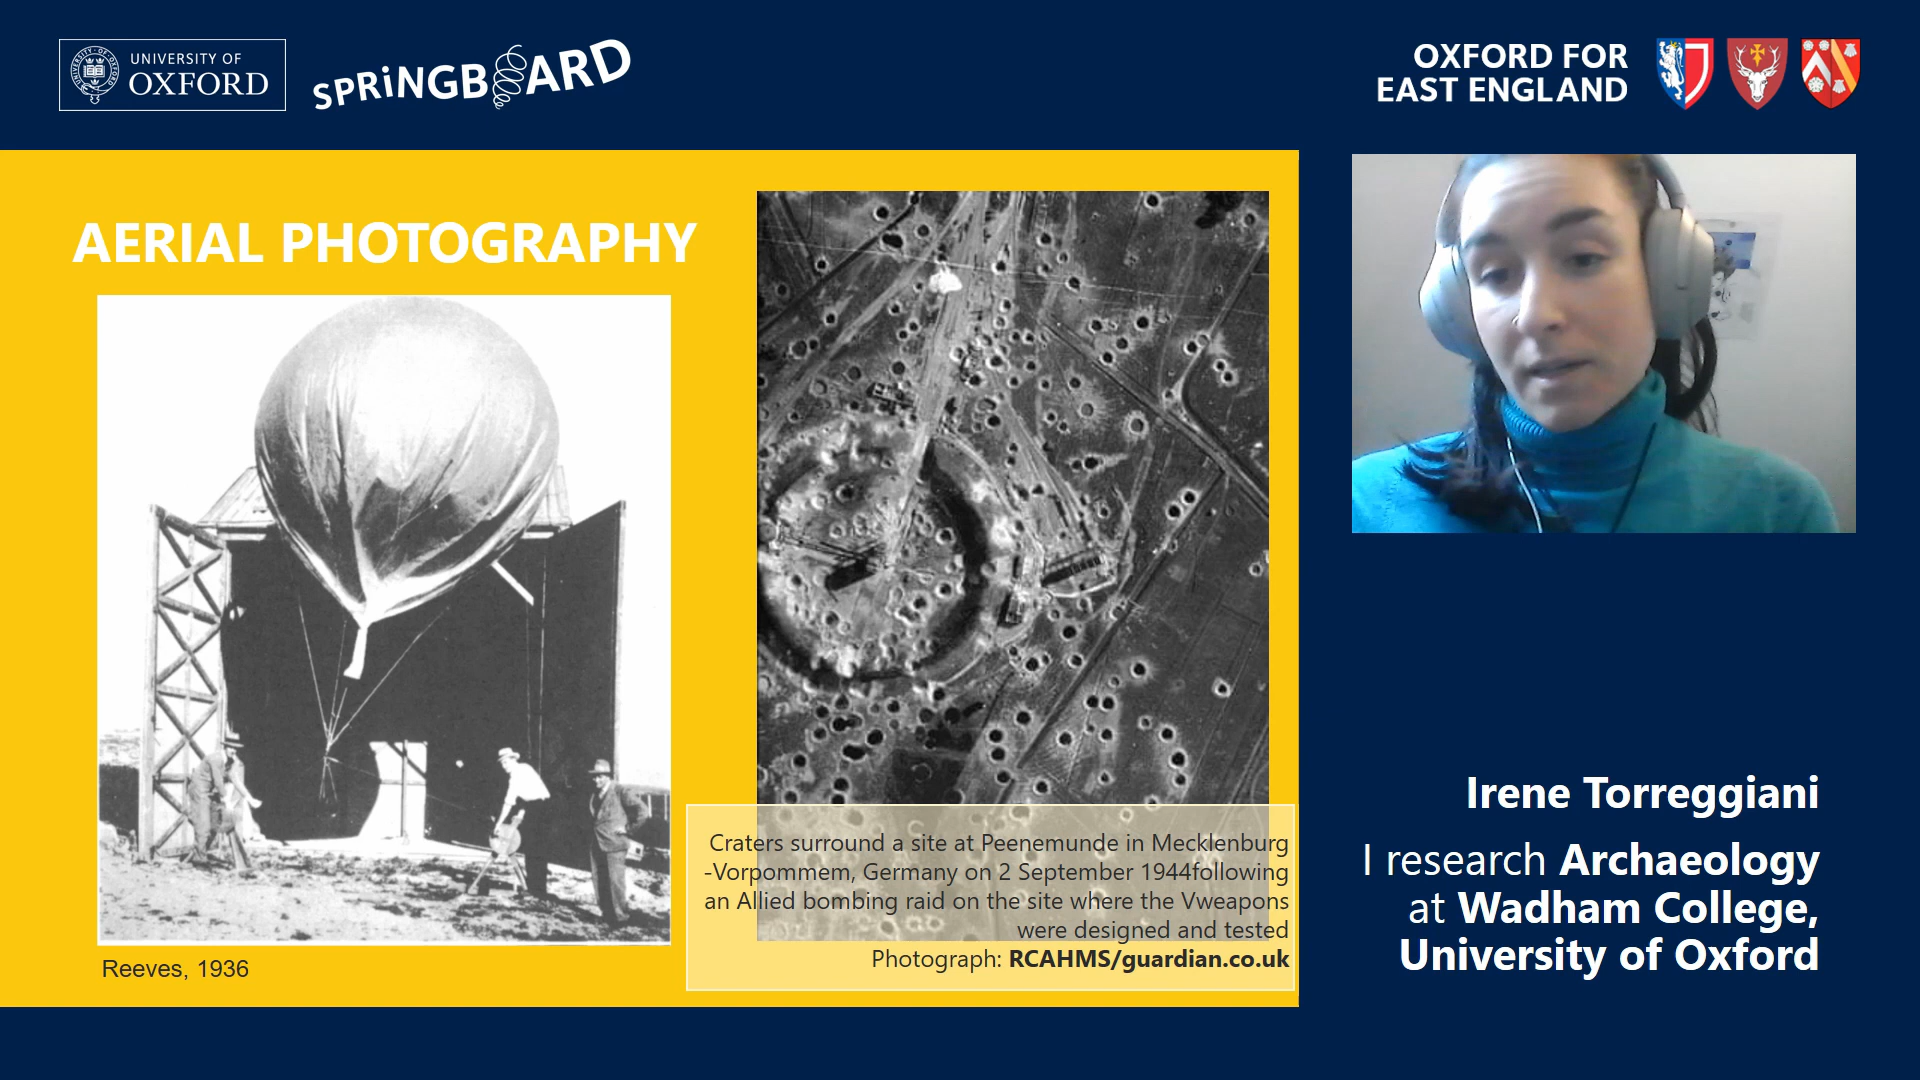 UNIVERSITY OF
OXFORD
SPRiNGBOARD
OXFORD FOR
EAST ENGLAND
AERIAL PHOTOGRAPHY
Reeves, 1936
Craters surround a site at Peenemunde in Mecklenburg
-Vorpommem, Germany on 2 September 1944following
an Allied bombing raid on the site where the Vweapons
were designed and tested
Photograph: RCAHMS/guardian.co.uk
Irene Torreggiani
I research Archaeology
at Wadham College,
University of Oxford